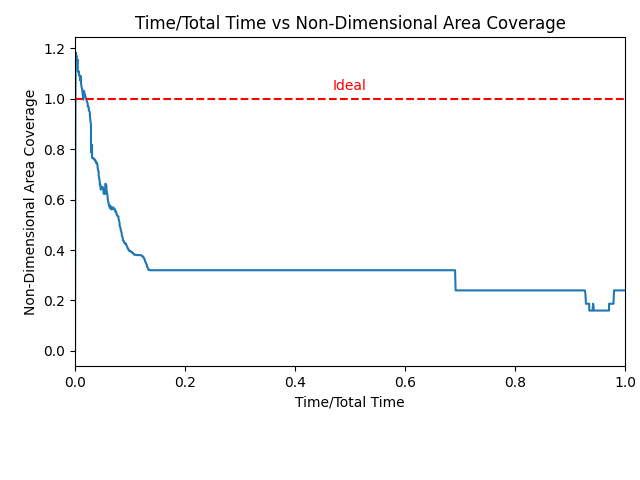 Time/Total Time vs Non-Dimensional Area Coverage
1.2
Ideal
1.0
0.8
0.6
0.4
0.2
0.0
Non-Dimensional Area Coverage
0.0 0.2 0.4 0.6 0.8 1.0
Time/Total Time